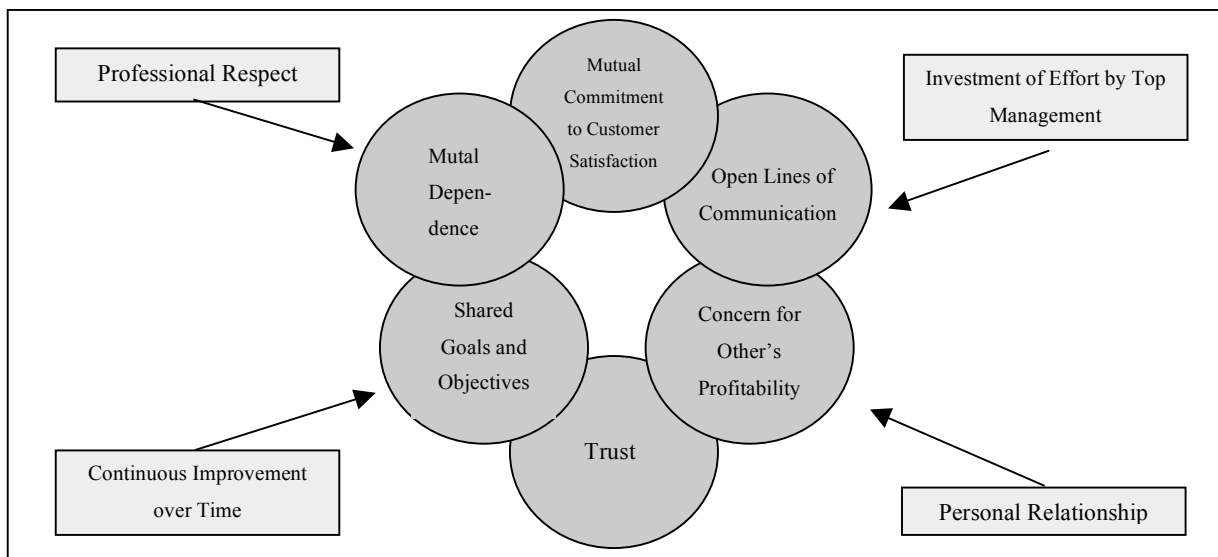 Professional Respect
Mutual
Commitment
to Customer
Satisfaction
Investment of Effort by Top
Management
Mutal
Depen-
dence
Open Lines of
Communication
Shared
Goals and
Objectives
Concern for
Other’s
Profitability
Trust
Continuous Improvement
over Time
Personal Relationship